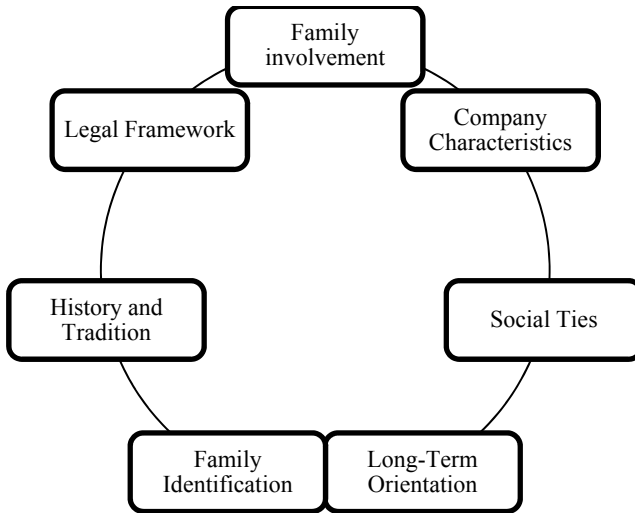 Family
involvement
Legal Framework
Company
Characteristics
History and
Tradition
Social Ties
Family
Identification
Long-Term
Orientation